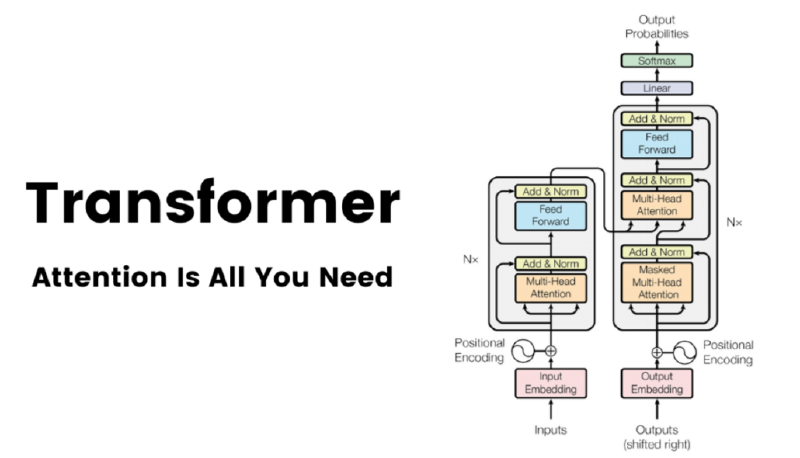 Transformer
Attention Is All You Need
Output
Probabilities
Softmax
Linear
Add & Norm
Feed
Forward
Add & Norm
Multi-Head
Attention
Nx
Add & Norm
Masked
Multi-Head
Attention
Add & Norm
Feed
Forward
Nx
Add & Norm
Multi-Head
Attention
Positional
Encoding
Positional
Encoding
Input
Embedding
Output
Embedding
Inputs
Outputs
(shifted right)